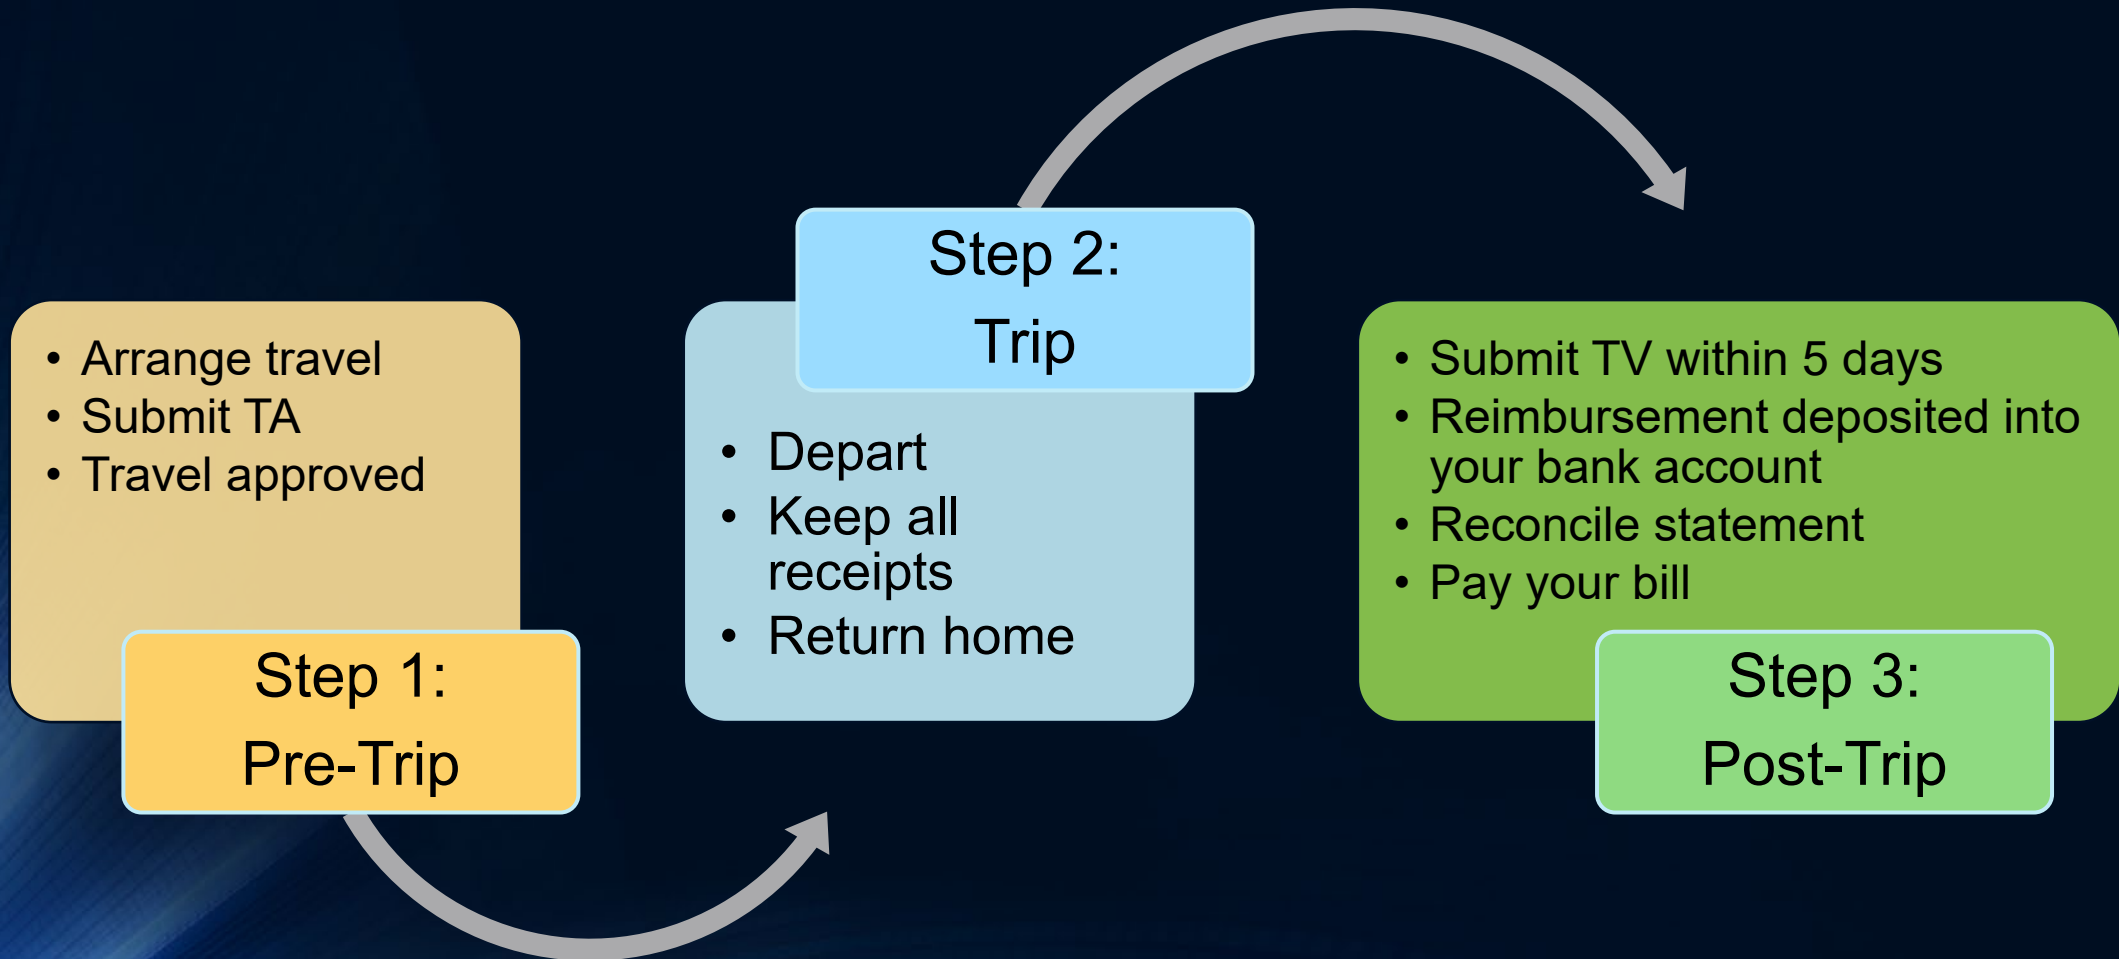 • Arrange travel
• Submit TA
• Travel approved
Step 1:
Pre-Trip
Step 2:
Trip
• Depart
• Keep all
receipts
• Return home
• Submit TV within 5 days
• Reimbursement deposited into
your bank account
• Reconcile statement
• Pay your bill
Step 3:
Post-Trip